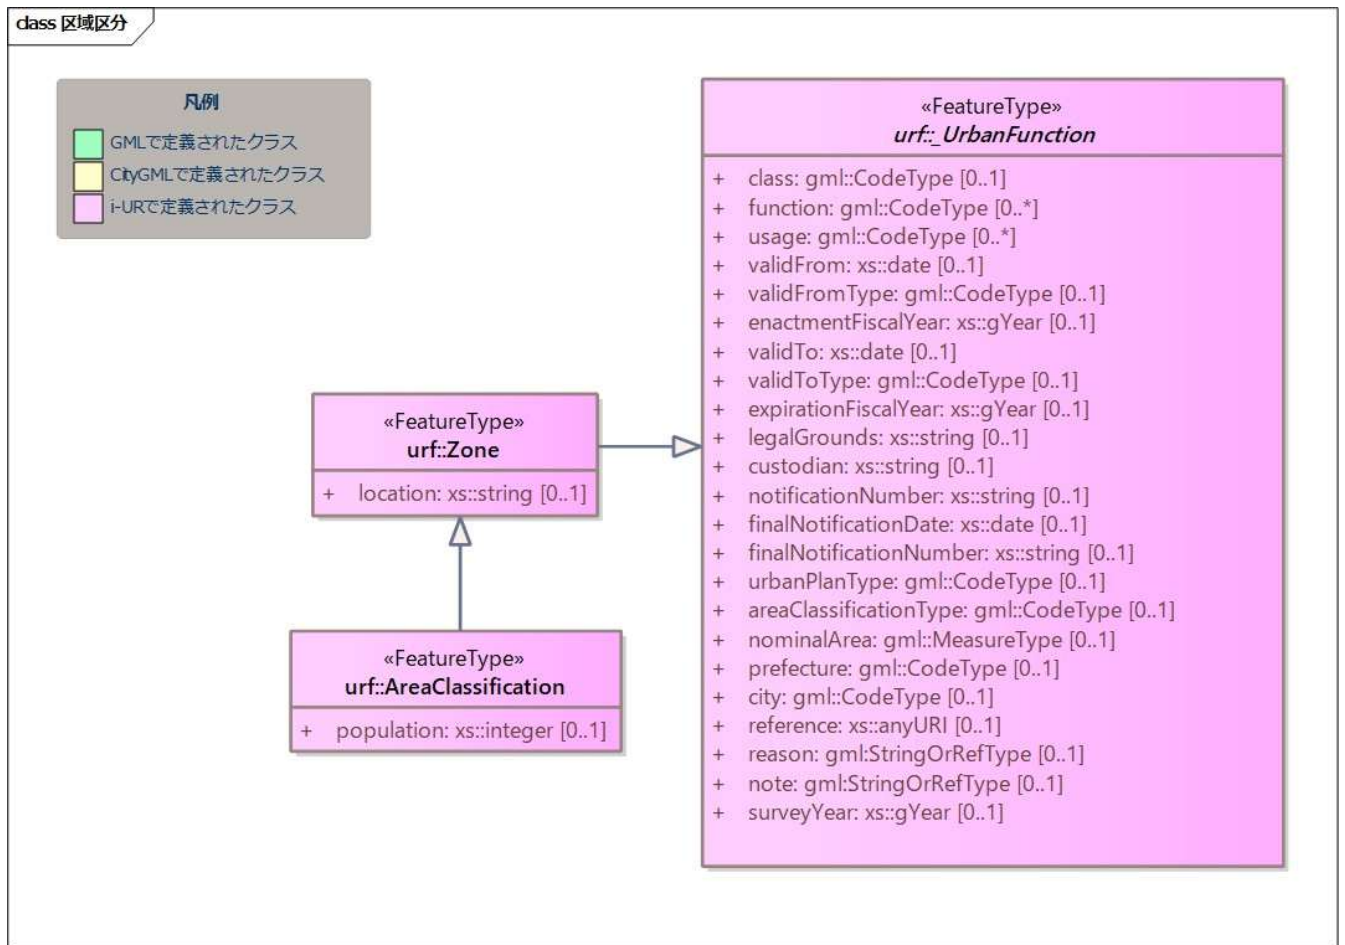 class 区域区分
凡例
GMLで定義されたクラス
CityGMLで定義されたクラス
i-URで定義されたクラス
«FeatureType»
urf::_UrbanFunction
+ class: gml::CodeType [0..1]
+ function: gml::CodeType [0..*]
+ usage: gml::CodeType [0..*]
+ validFrom: xs::date [0..1]
+ validFromType: gml::CodeType [0..1]
+ enactmentFiscalYear: xs::gYear [0..1]
+ validTo: xs::date [0..1]
+ validToType: gml::CodeType [0..1]
+ expirationFiscalYear: xs::gYear [0..1]
+ legalGrounds: xs::string [0..1]
+ custodian: xs::string [0..1]
+ notificationNumber: xs::string [0..1]
+ finalNotificationDate: xs::date [0..1]
+ finalNotificationNumber: xs::string [0..1]
+ urbanPlanType: gml::CodeType [0..1]
+ areaClassificationType: gml::CodeType [0..1]
+ nominalArea: gml::MeasureType [0..1]
+ prefecture: gml::CodeType [0..1]
+ city: gml::CodeType [0..1]
+ reference: xs::anyURI [0..1]
+ reason: gml:StringOrRefType [0..1]
+ note: gml:StringOrRefType [0..1]
+ surveyYear: xs::gYear [0..1]
«FeatureType»
urf::Zone
+ location: xs::string [0..1]
«FeatureType»
urf::AreaClassification
+ population: xs::integer [0..1]